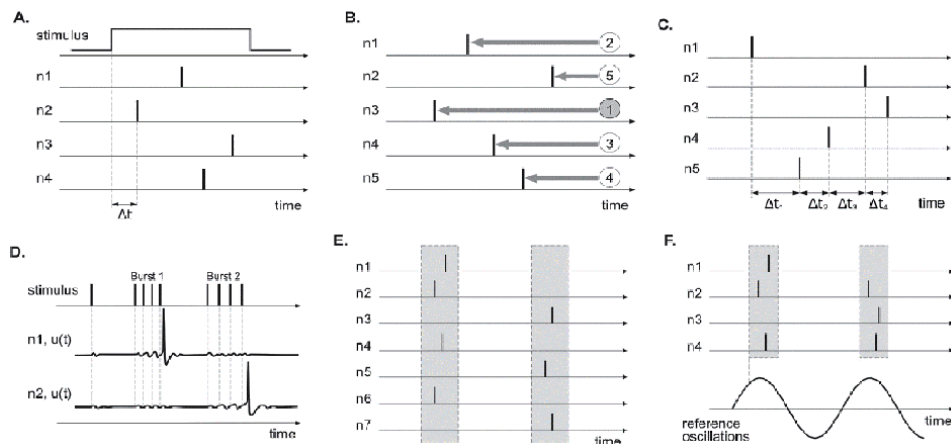 A.
stimulus
n1
n2
n3
n4
Δt
time
B.
n1 2
n2 5
n3 1
n4 3
n5 4
time
C.
n1
n2
n3
n4
n5
time
Δt₁ Δt₂ Δt₃ Δt₄
D.
Burst 1 Burst 2
stimulus
n1, u(t)
n2, u(t)
time
E.
n1
n2
n3
n4
n5
n6
n7
time
F.
n1
n2
n3
n4
time
reference
oscillations